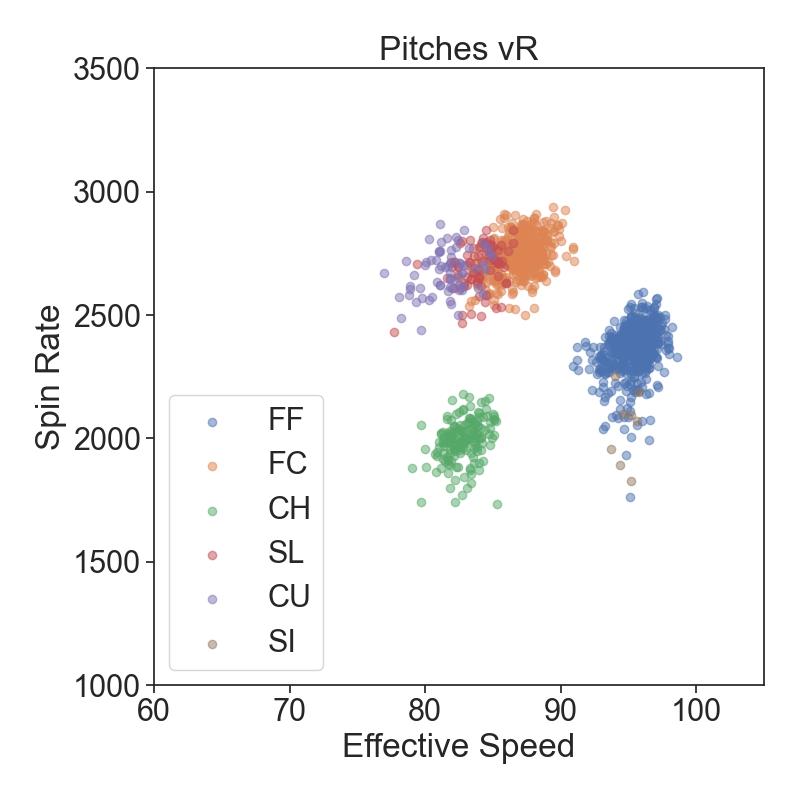 Pitches vR
3500
3000
2500
2000
1500
1000
Spin Rate
FF
FC
CH
SL
CU
SI
60 70 80 90 100
Effective Speed